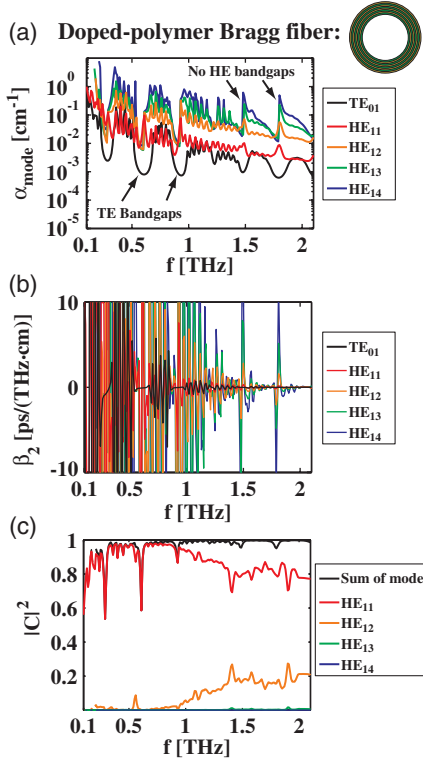 (a) Doped-polymer Bragg fiber:
10⁰
10⁻¹
10⁻²
10⁻³
10⁻⁴
10⁻⁵
α_mode [cm⁻¹]
No HE bandgaps
TE Bandgaps
0.1 0.5 1 1.5 2
f [THz]
TE₀₁
HE₁₁
HE₁₂
HE₁₃
HE₁₄
(b)
10
0
-10
β₂ [ps/(THz·cm)]
0.1 0.5 1 1.5 2
f [THz]
TE₀₁
HE₁₁
HE₁₂
HE₁₃
HE₁₄
(c)
1
0.8
0.6
0.4
0.2
|C|²
0.1 0.5 1 1.5 2
f [THz]
Sum of mode
HE₁₁
HE₁₂
HE₁₃
HE₁₄